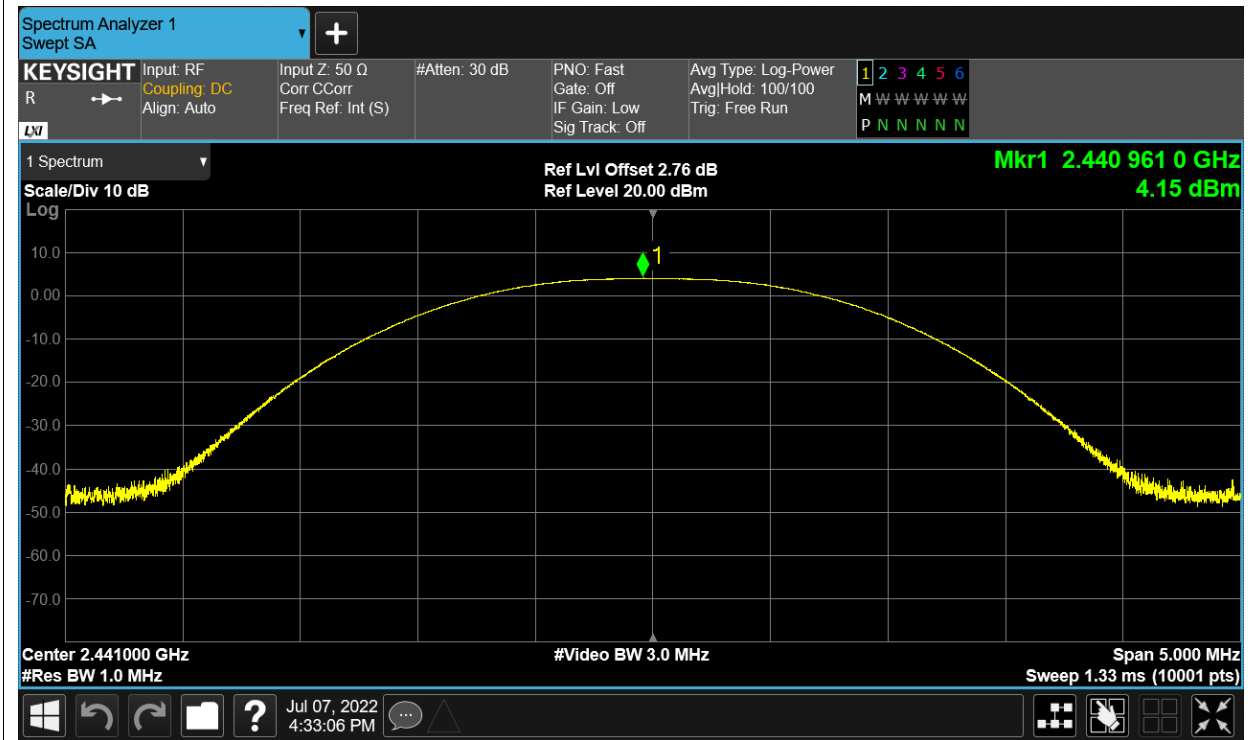 Spectrum Analyzer 1
Swept SA
+
KEYSIGHT
R
LXI
Input: RF
Coupling: DC
Align: Auto
Input Z: 50 Ω
Corr CCorr
Freq Ref: Int (S)
#Atten: 30 dB
PNO: Fast
Gate: Off
IF Gain: Low
Sig Track: Off
Avg Type: Log-Power
Avg|Hold: 100/100
Trig: Free Run
1 2 3 4 5 6
M W W W W W
P N N N N N
1 Spectrum
Scale/Div 10 dB
Log
Ref Lvl Offset 2.76 dB
Ref Level 20.00 dBm
Mkr1 2.440 961 0 GHz
4.15 dBm
10.0
0.00
-10.0
-20.0
-30.0
-40.0
-50.0
-60.0
-70.0
1
Center 2.441000 GHz
#Res BW 1.0 MHz
#Video BW 3.0 MHz
Span 5.000 MHz
Sweep 1.33 ms (10001 pts)
?
Jul 07, 2022
4:33:06 PM